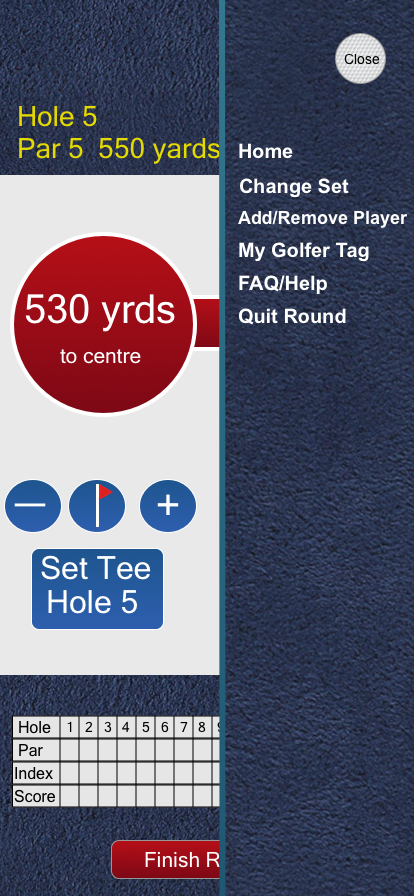 Close
Hole 5
Par 5 550 yards
Home
Change Set
Add/Remove Player
My Golfer Tag
FAQ/Help
Quit Round
530 yrds
to centre
Set Tee
Hole 5
Hole 1 2 3 4 5 6 7 8
Par
Index
Score
Finish R